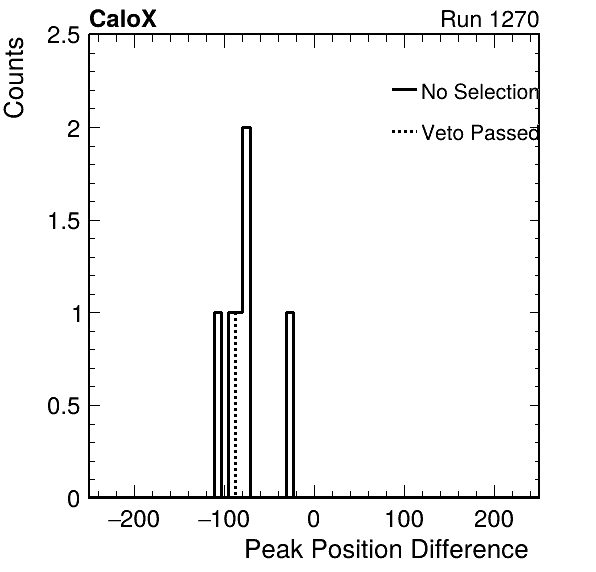 CaloX Run 1270
Counts
2.5
2
1.5
1
0.5
0
No Selection
Veto Passed
−200 −100 0 100 200
Peak Position Difference